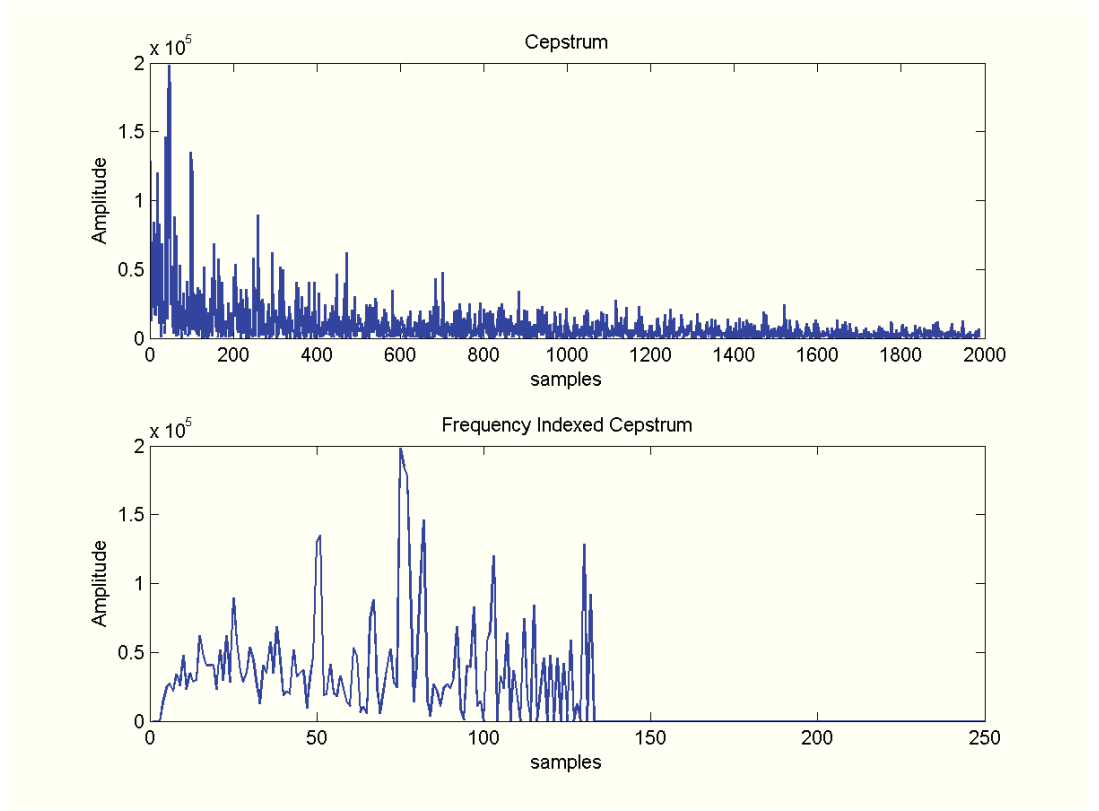 Cepstrum
x 10^5
2
1.5
1
0.5
0
Amplitude
0 200 400 600 800 1000 1200 1400 1600 1800 2000
samples
Frequency Indexed Cepstrum
x 10^5
2
1.5
1
0.5
0
Amplitude
0 50 100 150 200 250
samples